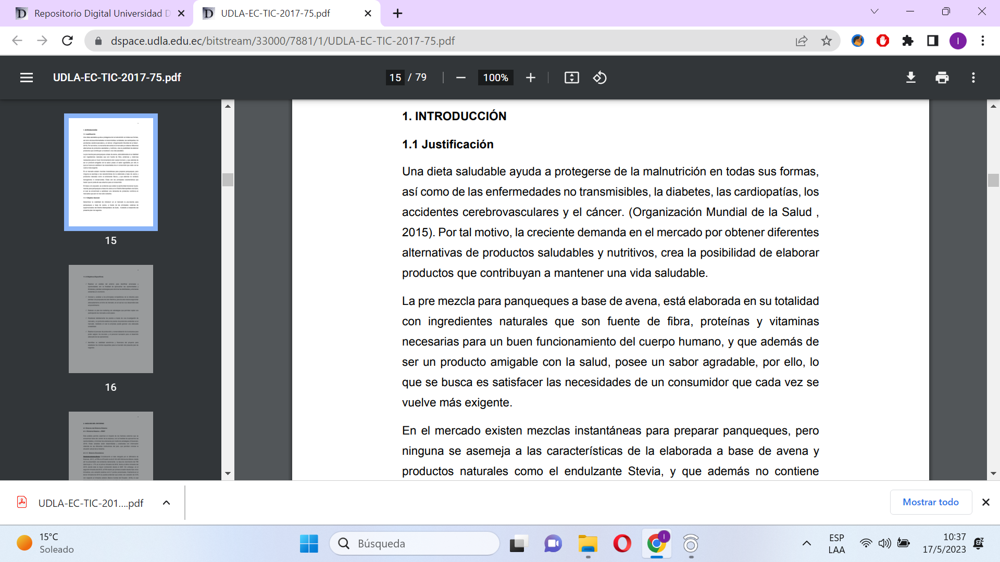 Repositorio Digital Universidad D
UDLA-EC-TIC-2017-75.pdf
dspace.udla.edu.ec/bitstream/33000/7881/1/UDLA-EC-TIC-2017-75.pdf
I
UDLA-EC-TIC-2017-75.pdf
15 / 79
100%
15
16
1. INTRODUCCIÓN
1.1 Justificación
Una dieta saludable ayuda a protegerse de la malnutrición en todas sus formas,
así como de las enfermedades no transmisibles, la diabetes, las cardiopatías, los
accidentes cerebrovasculares y el cáncer. (Organización Mundial de la Salud ,
2015). Por tal motivo, la creciente demanda en el mercado por obtener diferentes
alternativas de productos saludables y nutritivos, crea la posibilidad de elaborar
productos que contribuyan a mantener una vida saludable.
La pre mezcla para panqueques a base de avena, está elaborada en su totalidad
con ingredientes naturales que son fuente de fibra, proteínas y vitaminas
necesarias para un buen funcionamiento del cuerpo humano, y que además de
ser un producto amigable con la salud, posee un sabor agradable, por ello, lo
que se busca es satisfacer las necesidades de un consumidor que cada vez se
vuelve más exigente.
En el mercado existen mezclas instantáneas para preparar panqueques, pero
ninguna se asemeja a las características de la elaborada a base de avena y
productos naturales como el endulzante Stevia, y que además no contiene
UDLA-EC-TIC-201....pdf
Mostrar todo
15°C
Soleado
Búsqueda
ESP
LAA
10:37
17/5/2023